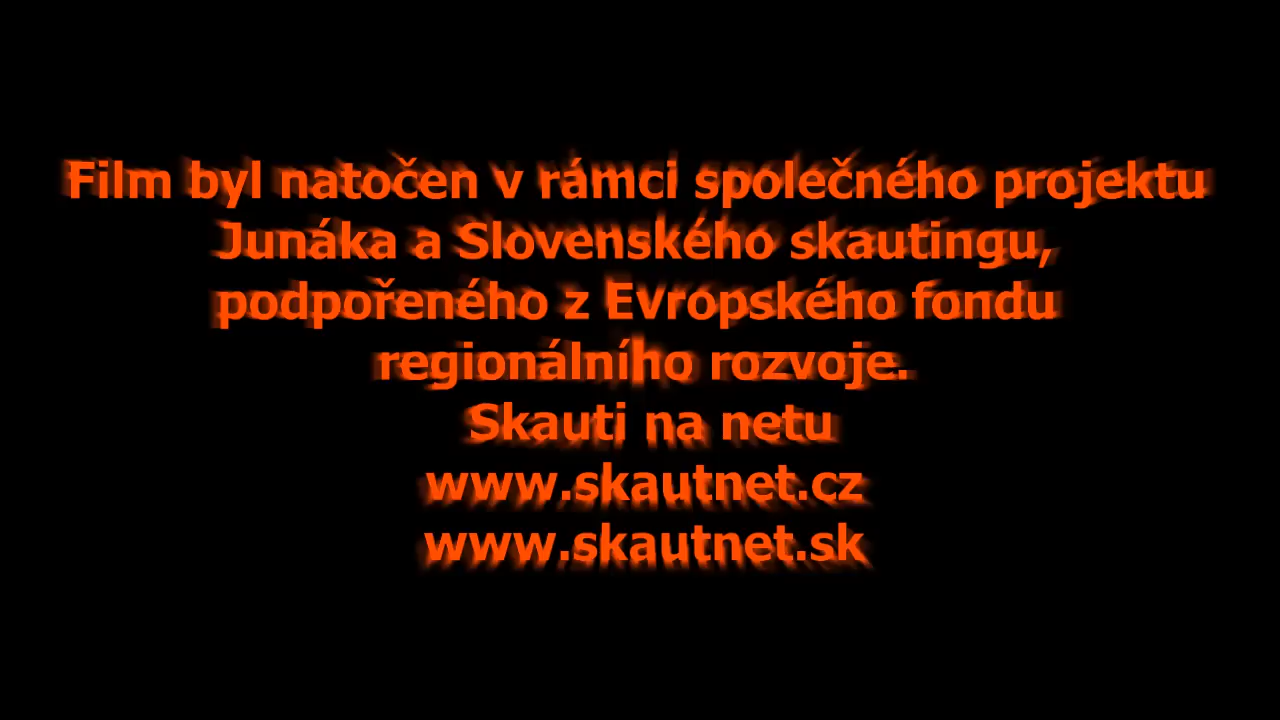 Film byl natočen v rámci společného projektu
Junáka a Slovenského skautingu,
podpořeného z Evropského fondu
regionálního rozvoje.
Skauti na netu
www.skautnet.cz
www.skautnet.sk